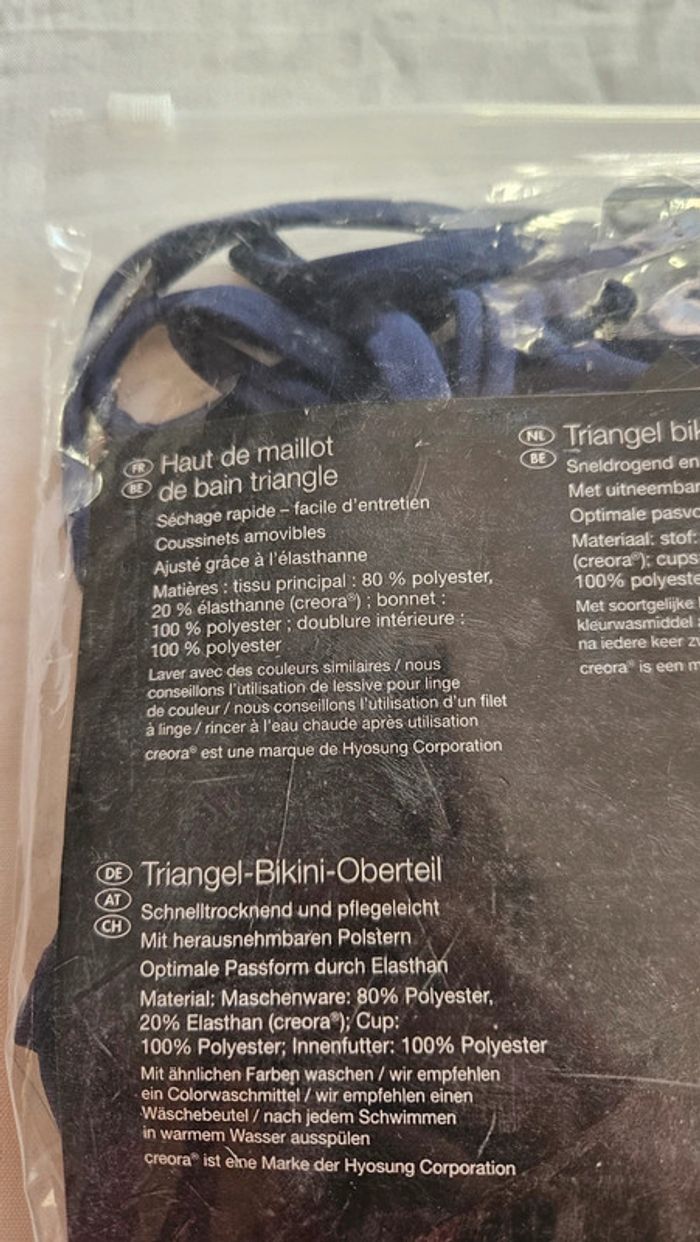 FR Haut de maillot
BE de bain triangle
Séchage rapide – facile d'entretien
Coussinets amovibles
Ajusté grâce à l'élasthanne
Matières : tissu principal : 80 % polyester,
20 % élasthanne (creora®) ; bonnet :
100 % polyester ; doublure intérieure :
100 % polyester
Laver avec des couleurs similaires / nous
conseillons l'utilisation de lessive pour linge
de couleur / nous conseillons l'utilisation d'un filet
à linge / rincer à l'eau chaude après utilisation
creora® est une marque de Hyosung Corporation
NL Triangel
BE
Sneldrogend en
Met
Optimale
Materiaal: stof:
(creora®); cups
100%
Met soortgelijke
kleurwasmiddel
na iedere keer
creora® is een
DE Triangel-Bikini-Oberteil
AT
CH
Schnelltrocknend und pflegeleicht
Mit herausnehmbaren Polstern
Optimale Passform durch Elasthan
Material: Maschenware: 80% Polyester,
20% Elasthan (creora®); Cup:
100% Polyester; Innenfutter: 100% Polyester
Mit ähnlichen Farben waschen / wir empfehlen
ein Colorwaschmittel / wir empfehlen einen
Wäschebeutel / nach jedem Schwimmen
in warmem Wasser ausspülen
creora® ist eine Marke der Hyosung Corporation